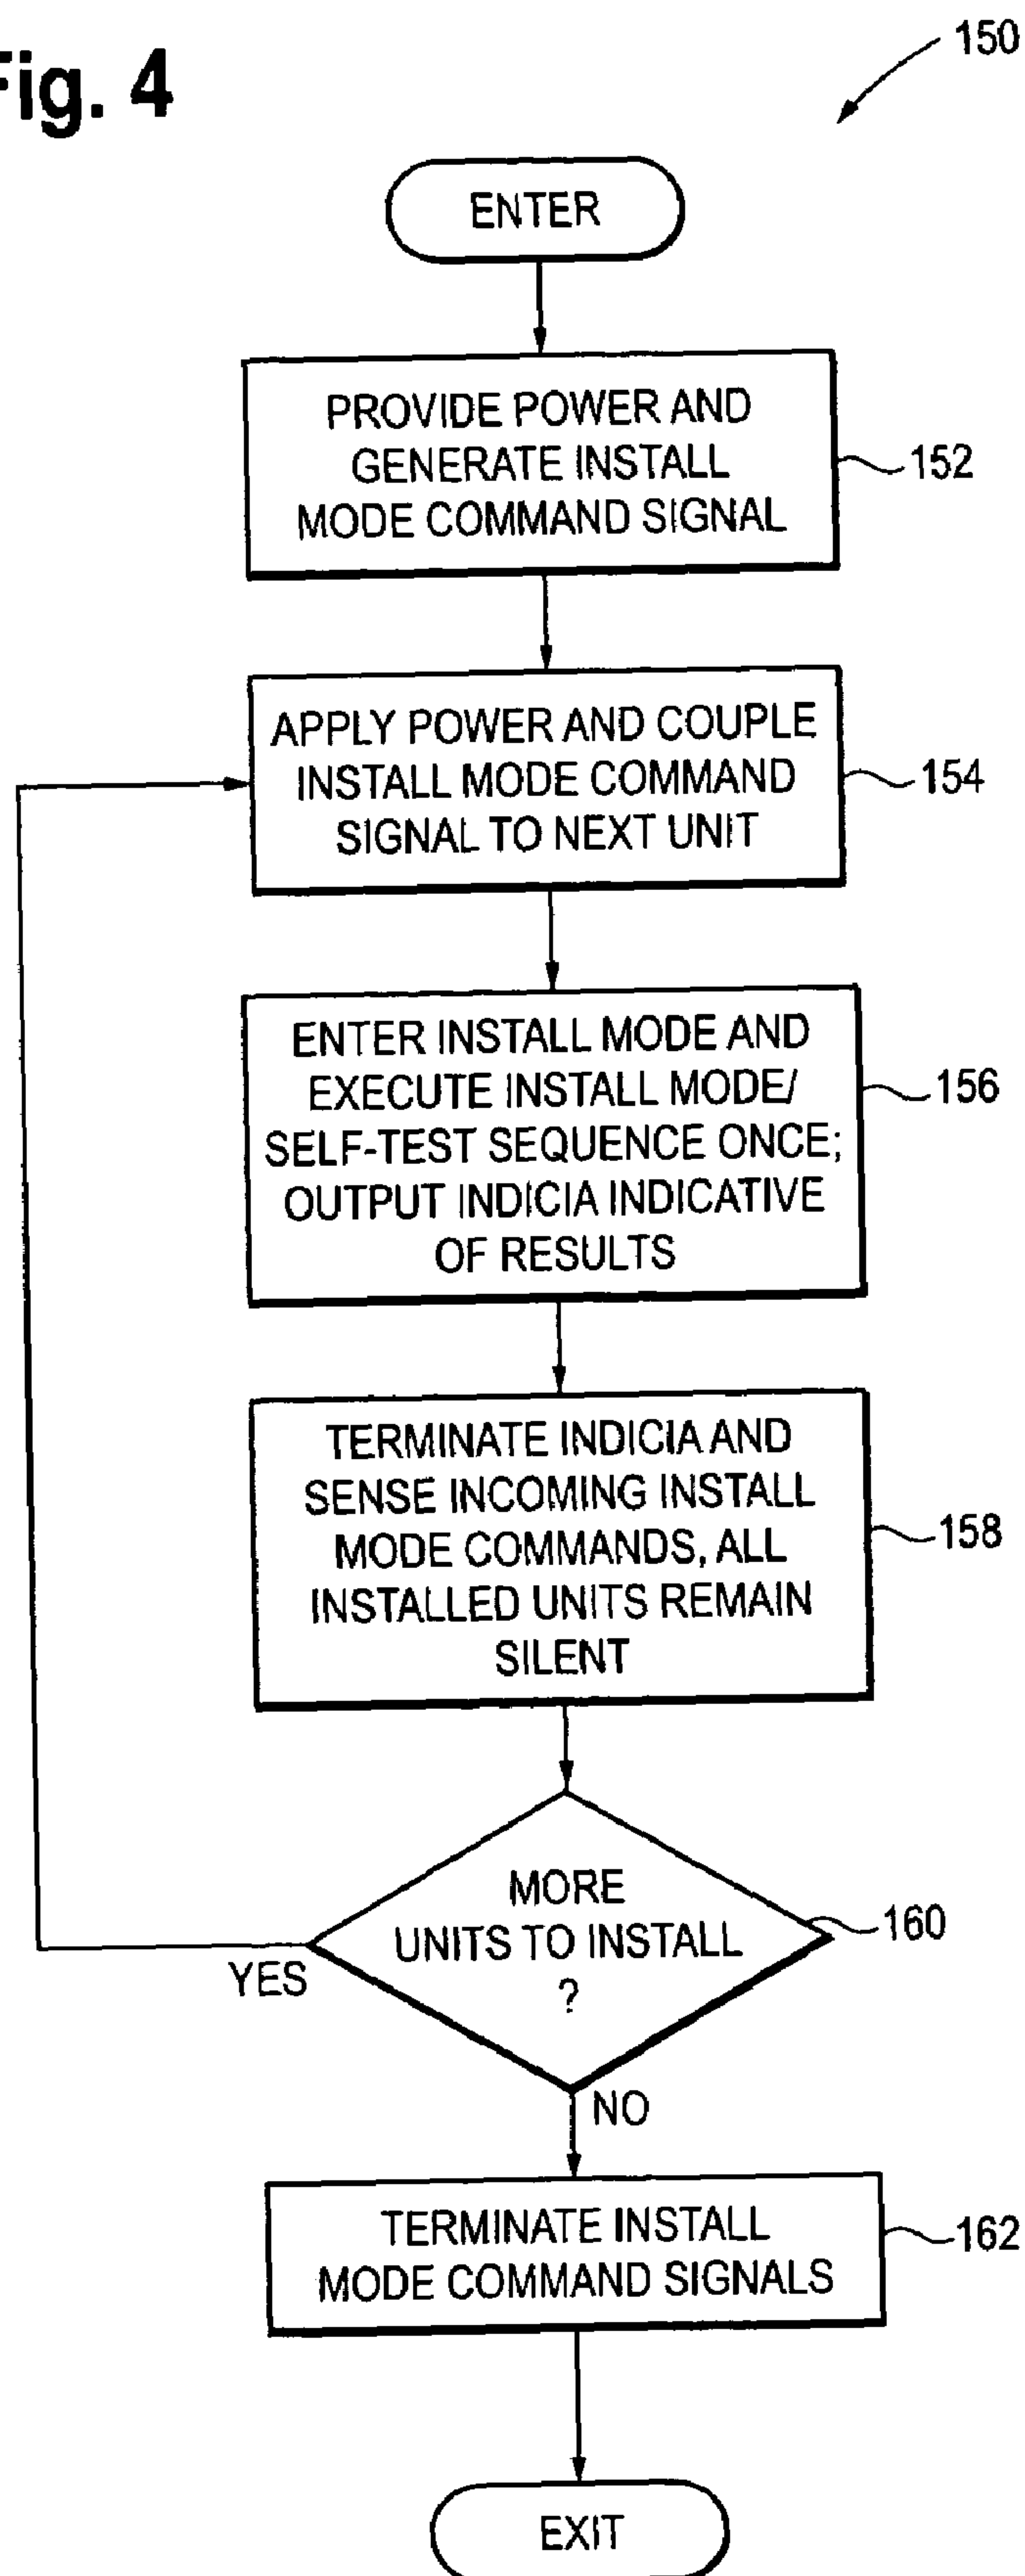 Fig. 4
150
ENTER
PROVIDE POWER AND
GENERATE INSTALL
MODE COMMAND SIGNAL
152
APPLY POWER AND COUPLE
INSTALL MODE COMMAND
SIGNAL TO NEXT UNIT
154
ENTER INSTALL MODE AND
EXECUTE INSTALL MODE/
SELF-TEST SEQUENCE ONCE;
OUTPUT INDICIA INDICATIVE
OF RESULTS
156
TERMINATE INDICIA AND
SENSE INCOMING INSTALL
MODE COMMANDS, ALL
INSTALLED UNITS REMAIN
SILENT
158
MORE
UNITS TO INSTALL
?
160
YES
NO
TERMINATE INSTALL
MODE COMMAND SIGNALS
162
EXIT